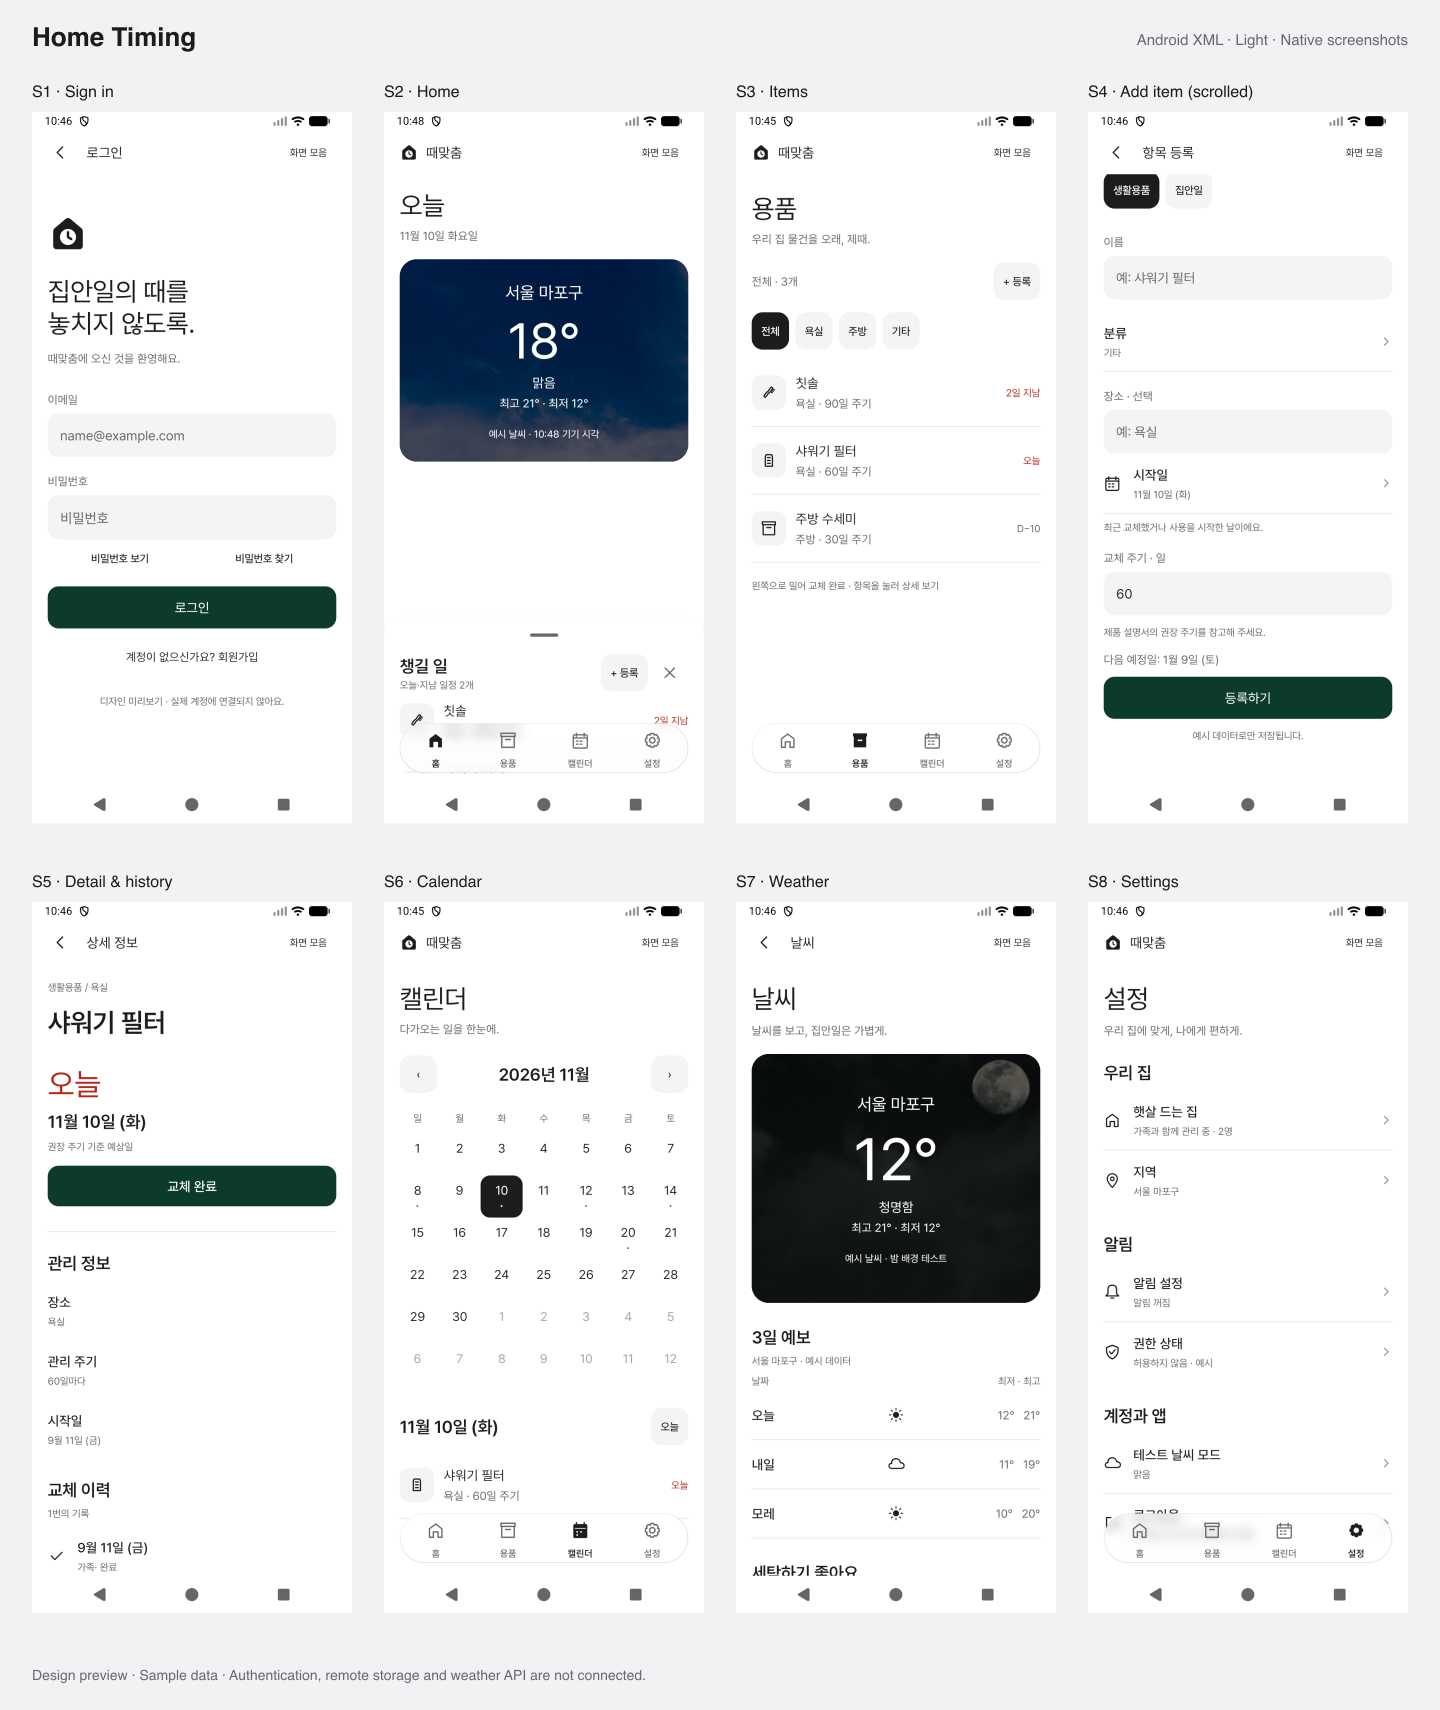 Home Timing
Android XML · Light · Native screenshots
S1 · Sign in
10:46
로그인
화면 모음
집안일의 때를
놓치지 않도록.
때맞춤에 오신 것을 환영해요.
이메일
name@example.com
비밀번호
비밀번호
비밀번호 보기
비밀번호 찾기
로그인
계정이 없으신가요? 회원가입
디자인 미리보기 · 실제 계정에 연결되지 않아요.
S2 · Home
10:48
때맞춤
화면 모음
오늘
11월 10일 화요일
서울 마포구
18°
맑음
최고 21° · 최저 12°
예시 날씨 · 10:48 기기 시각
챙길 일
오늘·지남 일정 2개
+ 등록
칫솔
2일 지남
홈
용품
캘린더
설정
S3 · Items
10:45
때맞춤
화면 모음
용품
우리 집 물건을 오래, 제때.
전체 · 3개
+ 등록
전체
욕실
주방
기타
칫솔
욕실 · 90일 주기
2일 지남
샤워기 필터
욕실 · 60일 주기
오늘
주방 수세미
주방 · 30일 주기
D−10
왼쪽으로 밀어 교체 완료 · 항목을 눌러 상세 보기
홈
용품
캘린더
설정
S4 · Add item (scrolled)
10:46
항목 등록
화면 모음
생활용품
집안일
이름
예: 샤워기 필터
분류
기타
장소 · 선택
예: 욕실
시작일
11월 10일 (화)
최근 교체했거나 사용을 시작한 날이에요.
교체 주기 · 일
60
제품 설명서의 권장 주기를 참고해 주세요.
다음 예정일: 1월 9일 (토)
등록하기
예시 데이터로만 저장됩니다.
S5 · Detail & history
10:46
상세 정보
화면 모음
생활용품 / 욕실
샤워기 필터
오늘
11월 10일 (화)
권장 주기 기준 예상일
교체 완료
관리 정보
장소
욕실
관리 주기
60일마다
시작일
9월 11일 (금)
교체 이력
1번의 기록
9월 11일 (금)
가족· 완료
S6 · Calendar
10:45
때맞춤
화면 모음
캘린더
다가오는 일을 한눈에.
‹
2026년 11월
›
일 월 화 수 목 금 토
1 2 3 4 5 6 7
8 9 10 11 12 13 14
15 16 17 18 19 20 21
22 23 24 25 26 27 28
29 30 1 2 3 4 5
6 7 8 9 10 11 12
11월 10일 (화)
오늘
샤워기 필터
욕실 · 60일 주기
오늘
홈
용품
캘린더
설정
S7 · Weather
10:46
날씨
화면 모음
날씨
날씨를 보고, 집안일은 가볍게.
서울 마포구
12°
청명함
최고 21° · 최저 12°
예시 날씨 · 밤 배경 테스트
3일 예보
서울 마포구 · 예시 데이터
날짜
최저 · 최고
오늘
12° 21°
내일
11° 19°
모레
10° 20°
세탁하기 좋아요
S8 · Settings
10:46
때맞춤
화면 모음
설정
우리 집에 맞게, 나에게 편하게.
우리 집
햇살 드는 집
가족과 함께 관리 중 · 2명
지역
서울 마포구
알림
알림 설정
알림 꺼짐
권한 상태
허용하지 않음 · 예시
계정과 앱
테스트 날씨 모드
맑음
홈
용품
캘린더
설정
Design preview · Sample data · Authentication, remote storage and weather API are not connected.